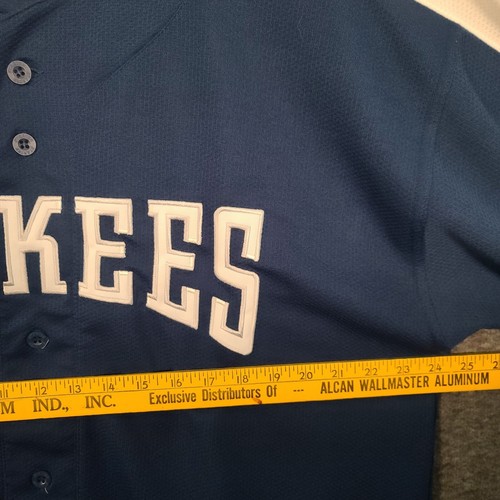 KEES
11 12 13 14 15 16 17 18 19 20 21 22 23 24 25
M IND., INC. Exclusive Distributors Of --- ALCAN WALLMASTER ALUMINUM